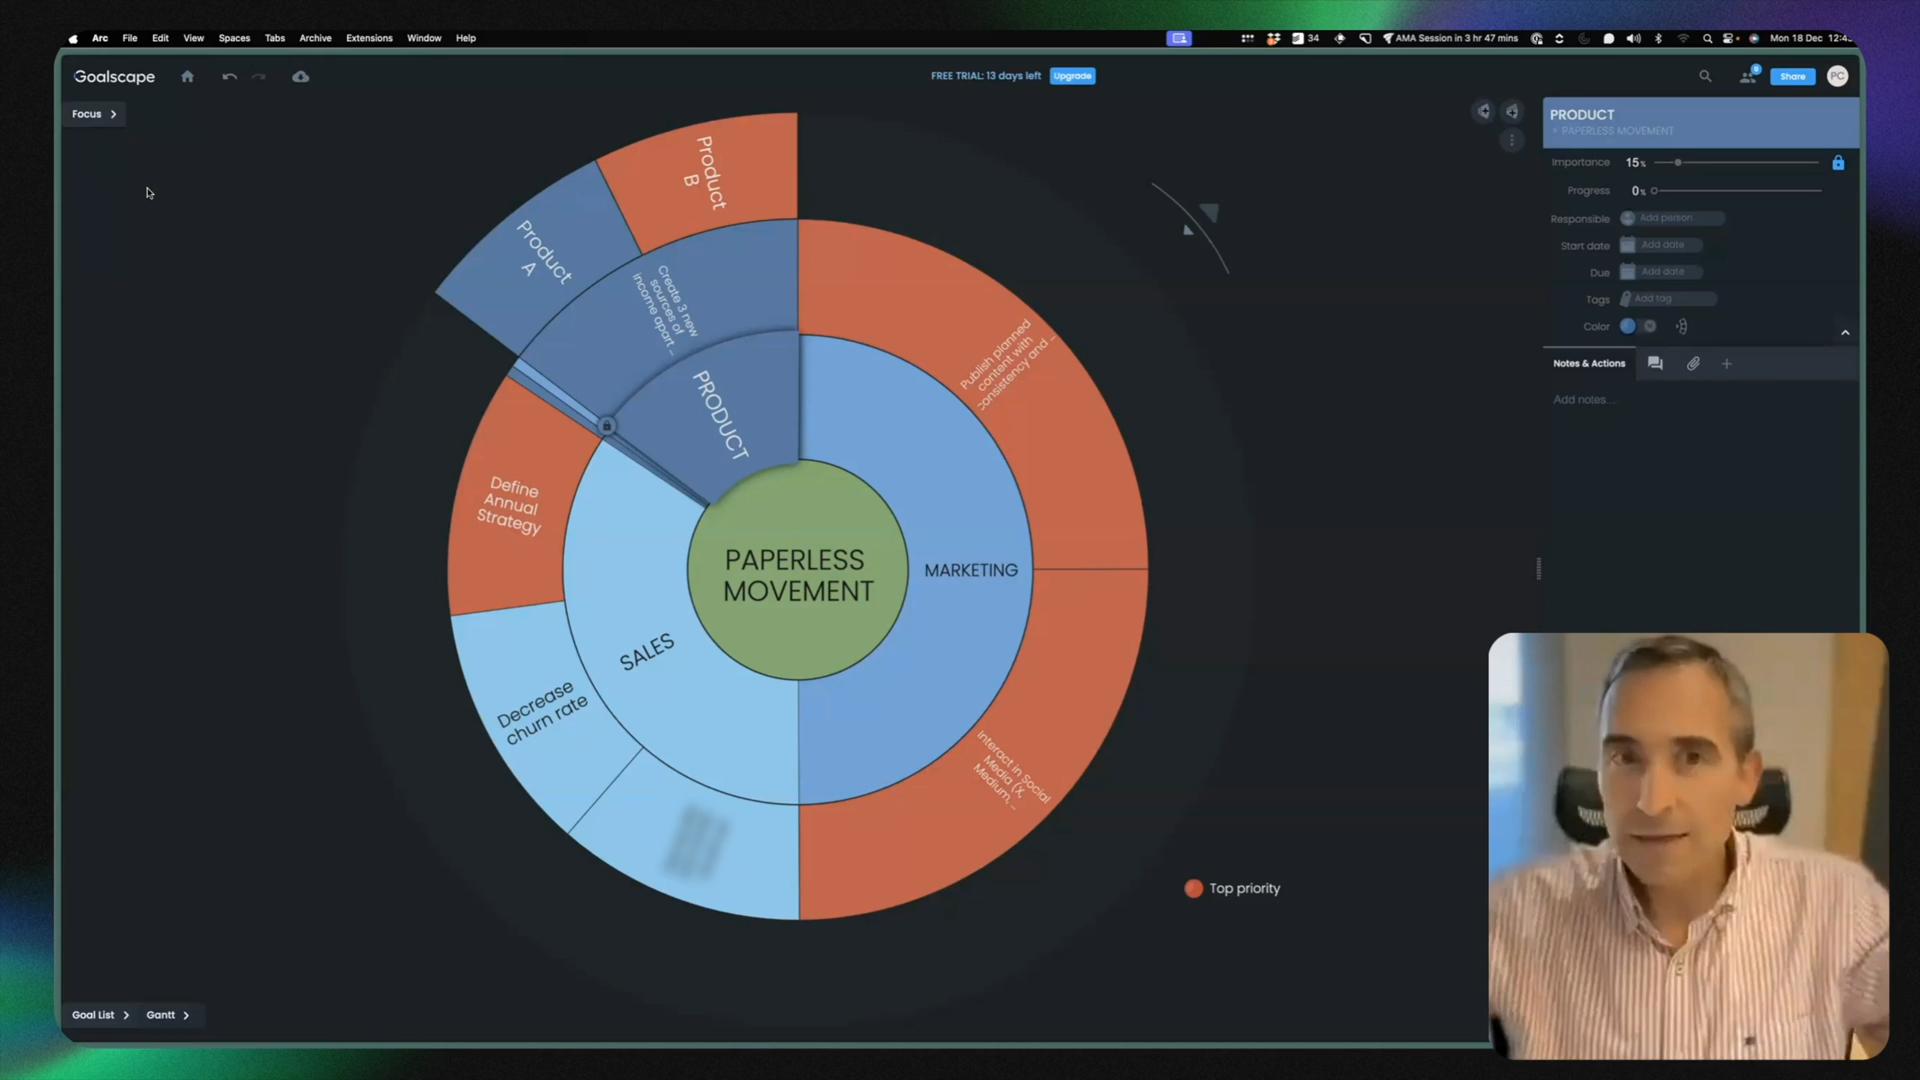 Arc File Edit View Spaces Tabs Archive Extensions Window Help
34
AMA Session in 3 hr 47 mins
Mon 18 Dec
Goalscape
FREE TRIAL: 13 days left
Upgrade
Share
PC
Focus
PRODUCT
PAPERLESS MOVEMENT
Importance 15%
Progress 0%
Responsible Add person
Start date Add date
Due Add date
Tags Add tag
Color
Notes & Actions
Add notes...
Product
B
Product
A
Create 3 new
sources of
income apart ...
PRODUCT
Publish planned
content with
consistency and ...
Define
Annual
Strategy
PAPERLESS
MOVEMENT
MARKETING
SALES
Decrease
churn rate
Interact in Social
Media (X,
Medium, ...
Top priority
Goal List
Gantt